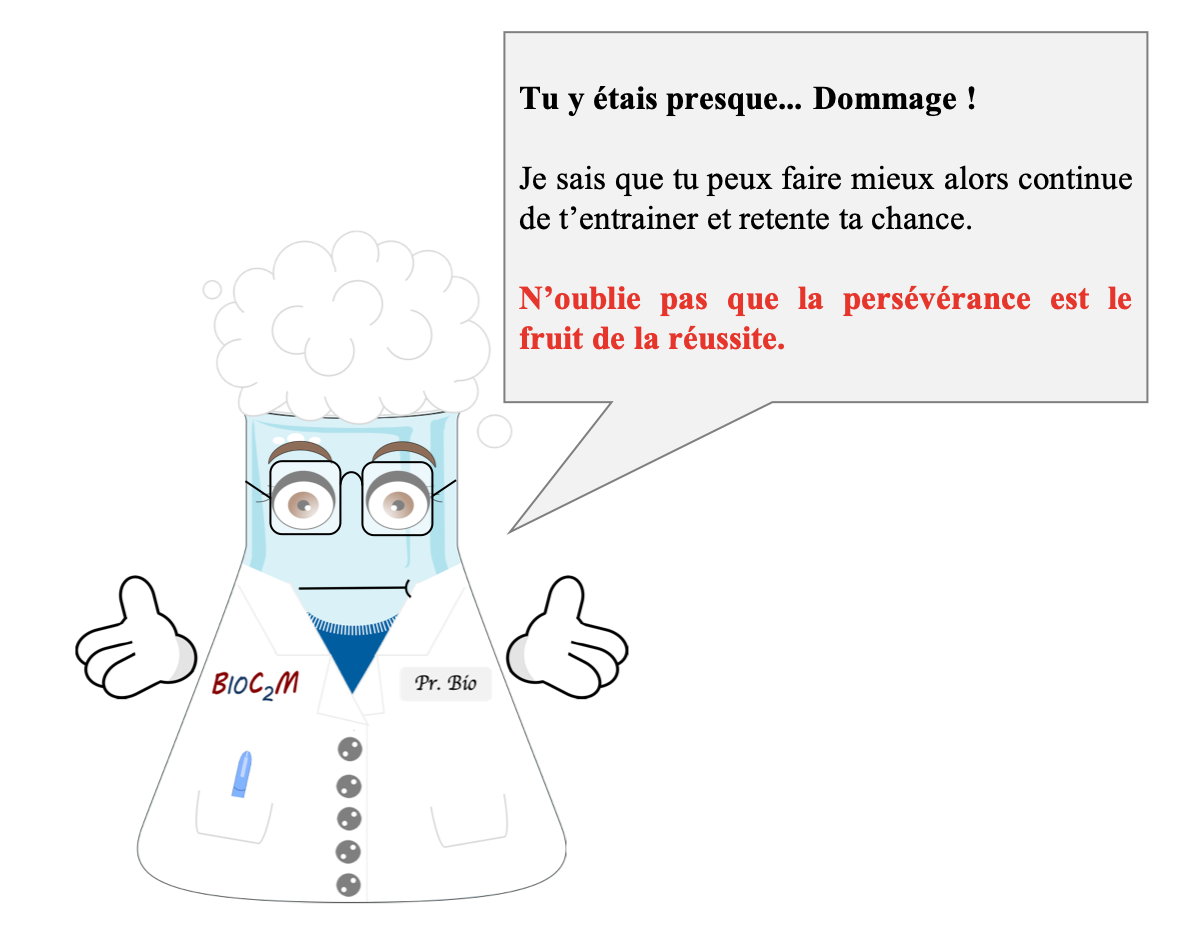 Tu y étais presque... Dommage !
Je sais que tu peux faire mieux alors continue
de t’entrainer et retente ta chance.
N’oublie pas que la persévérance est le
fruit de la réussite.
BIOC2M
Pr. Bio